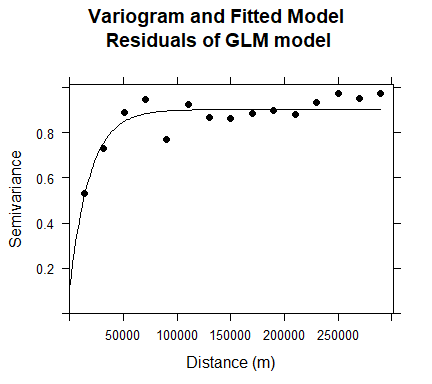 Variogram and Fitted Model
Residuals of GLM model
Semivariance
0.8
0.6
0.4
0.2
50000 100000 150000 200000 250000
Distance (m)